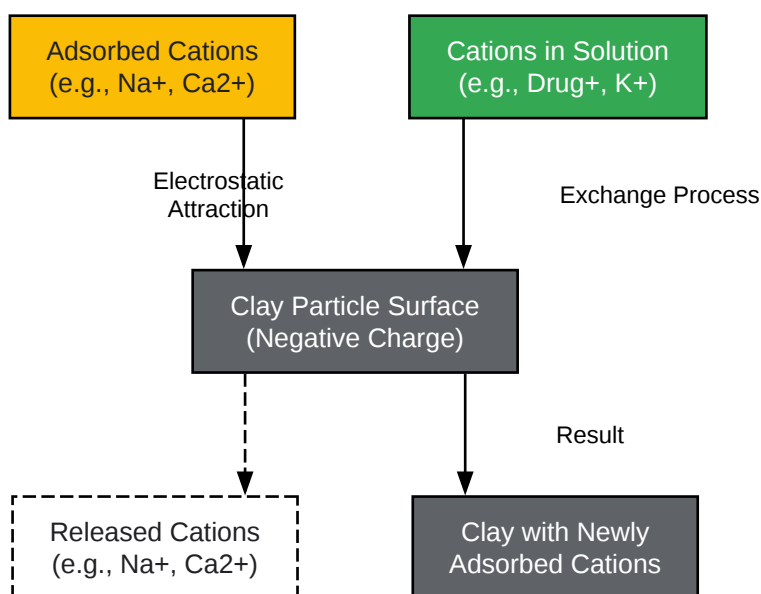 Adsorbed Cations
(e.g., Na+, Ca2+)
Cations in Solution
(e.g., Drug+, K+)
Electrostatic
Attraction
Exchange Process
Clay Particle Surface
(Negative Charge)
Result
Released Cations
(e.g., Na+, Ca2+)
Clay with Newly
Adsorbed Cations